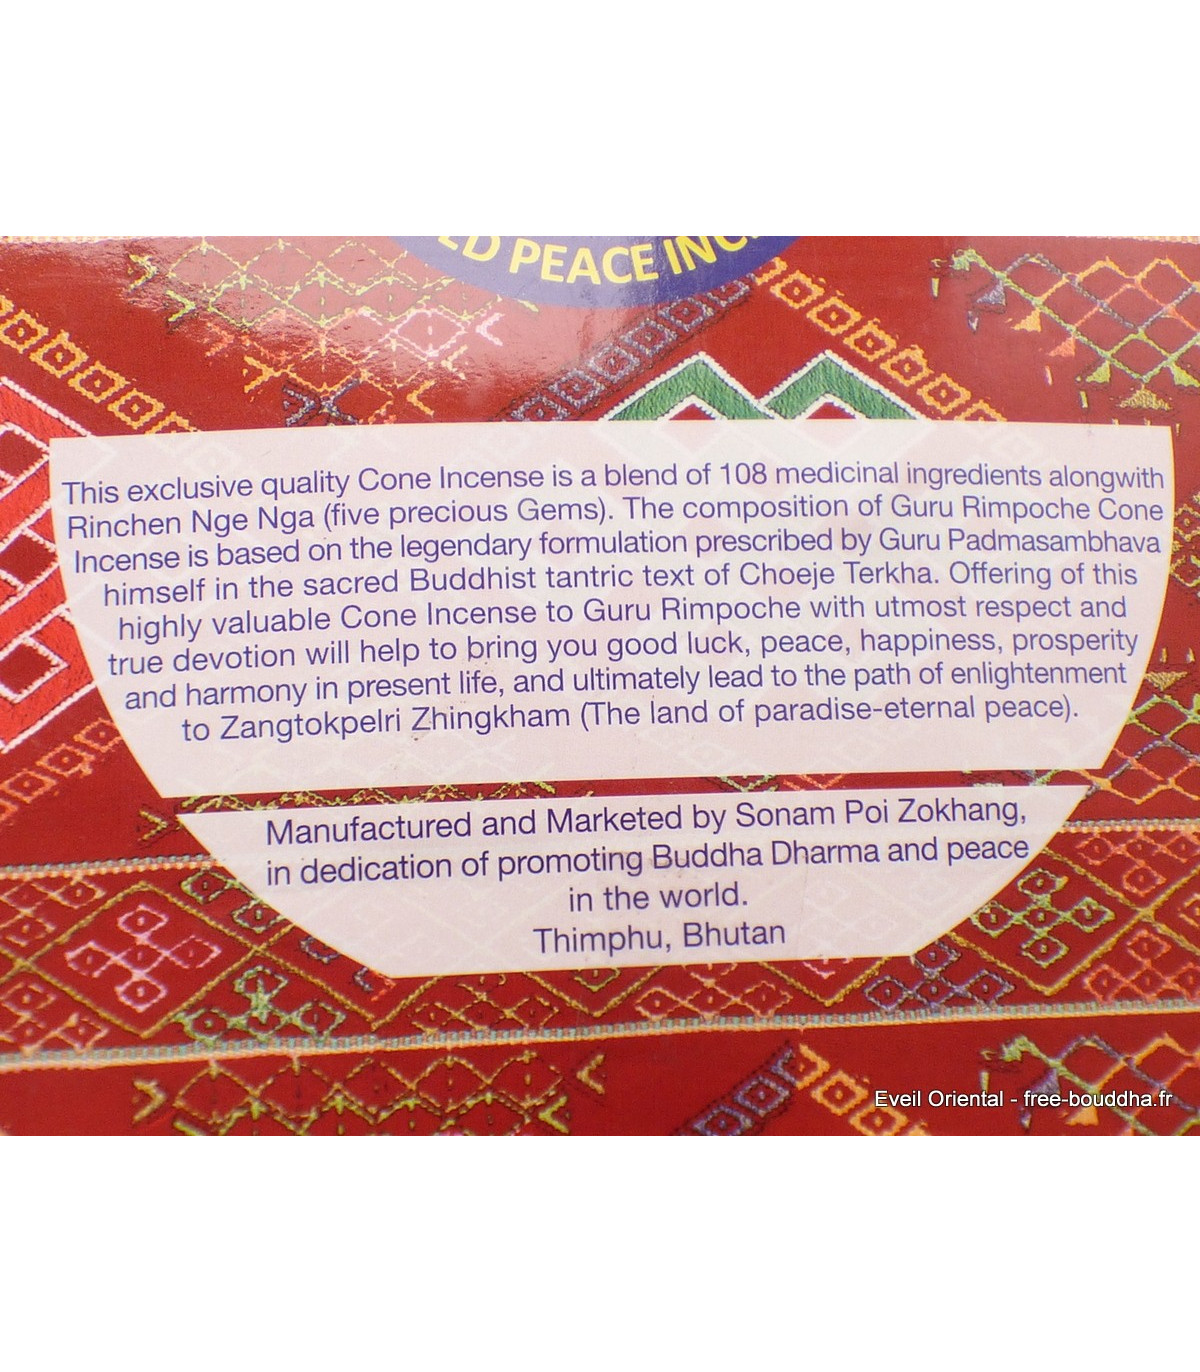 PEACE
This exclusive quality Cone Incense is a blend of 108 medicinal ingredients alongwith
Rinchen Nge Nga (five precious Gems). The composition of Guru Rimpoche Cone
Incense is based on the legendary formulation prescribed by Guru Padmasambhava
himself in the sacred Buddhist tantric text of Choeje Terkha. Offering of this
highly valuable Cone Incense to Guru Rimpoche with utmost respect and
true devotion will help to bring you good luck, peace, happiness, prosperity
and harmony in present life, and ultimately lead to the path of enlightenment
to Zangtokpelri Zhingkham (The land of paradise-eternal peace).
Manufactured and Marketed by Sonam Poi Zokhang,
in dedication of promoting Buddha Dharma and peace
in the world.
Thimphu, Bhutan
Eveil Oriental - free-bouddha.fr